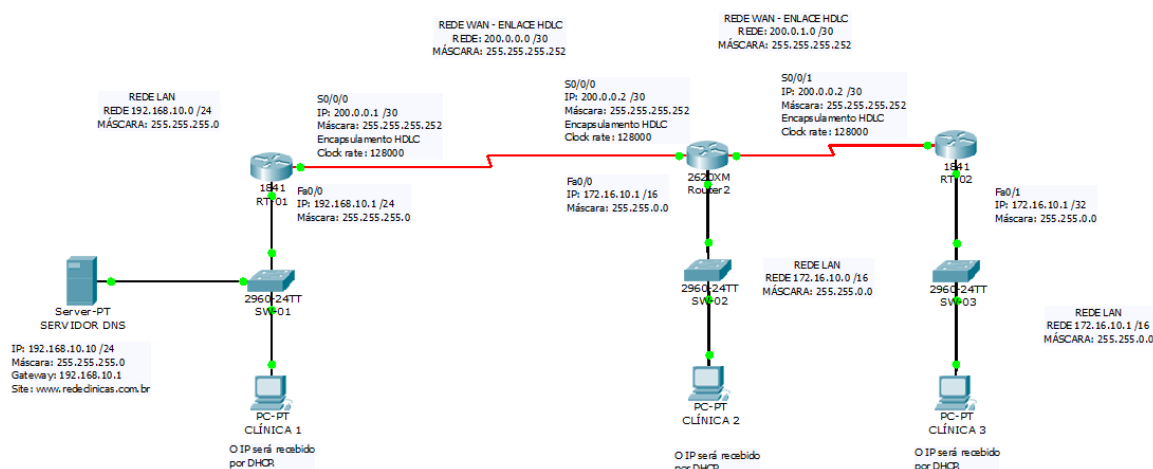 REDE WAN - ENLACE HDLC
REDE: 200.0.0.0 /30
MÁSCARA: 255.255.255.252
REDE WAN - ENLACE HDLC
REDE: 200.0.1.0 /30
MÁSCARA: 255.255.255.252
REDE LAN
REDE 192.168.10.0 /24
MÁSCARA: 255.255.255.0
S0/0/0
IP: 200.0.0.1 /30
Máscara: 255.255.255.252
Encapsulamento HDLC
Clock rate: 128000
S0/0/0
IP: 200.0.0.2 /30
Máscara: 255.255.255.252
Encapsulamento HDLC
Clock rate: 128000
S0/0/1
IP: 200.0.0.2 /30
Máscara: 255.255.255.252
Encapsulamento HDLC
Clock rate: 128000
1841
RT-01
2620XM
Router2
1841
RT-02
Fa0/0
IP: 192.168.10.1 /24
Máscara: 255.255.255.0
Fa0/0
IP: 172.16.10.1 /16
Máscara: 255.255.0.0
Fa0/1
IP: 172.16.10.1 /32
Máscara: 255.255.0.0
2960-24TT
SW-01
2960-24TT
SW-02
2960-24TT
SW-03
REDE LAN
REDE 172.16.10.0 /16
MÁSCARA: 255.255.0.0
REDE LAN
REDE 172.16.10.1 /16
MÁSCARA: 255.255.0.0
Server-PT
SERVIDOR DNS
IP: 192.168.10.10 /24
Máscara: 255.255.255.0
Gateway: 192.168.10.1
Site: www.redeclinicas.com.br
PC-PT
CLÍNICA 1
O IP será recebido
por DHCP.
PC-PT
CLÍNICA 2
O IP será recebido
por DHCP.
PC-PT
CLÍNICA 3
O IP será recebido
por DHCP.